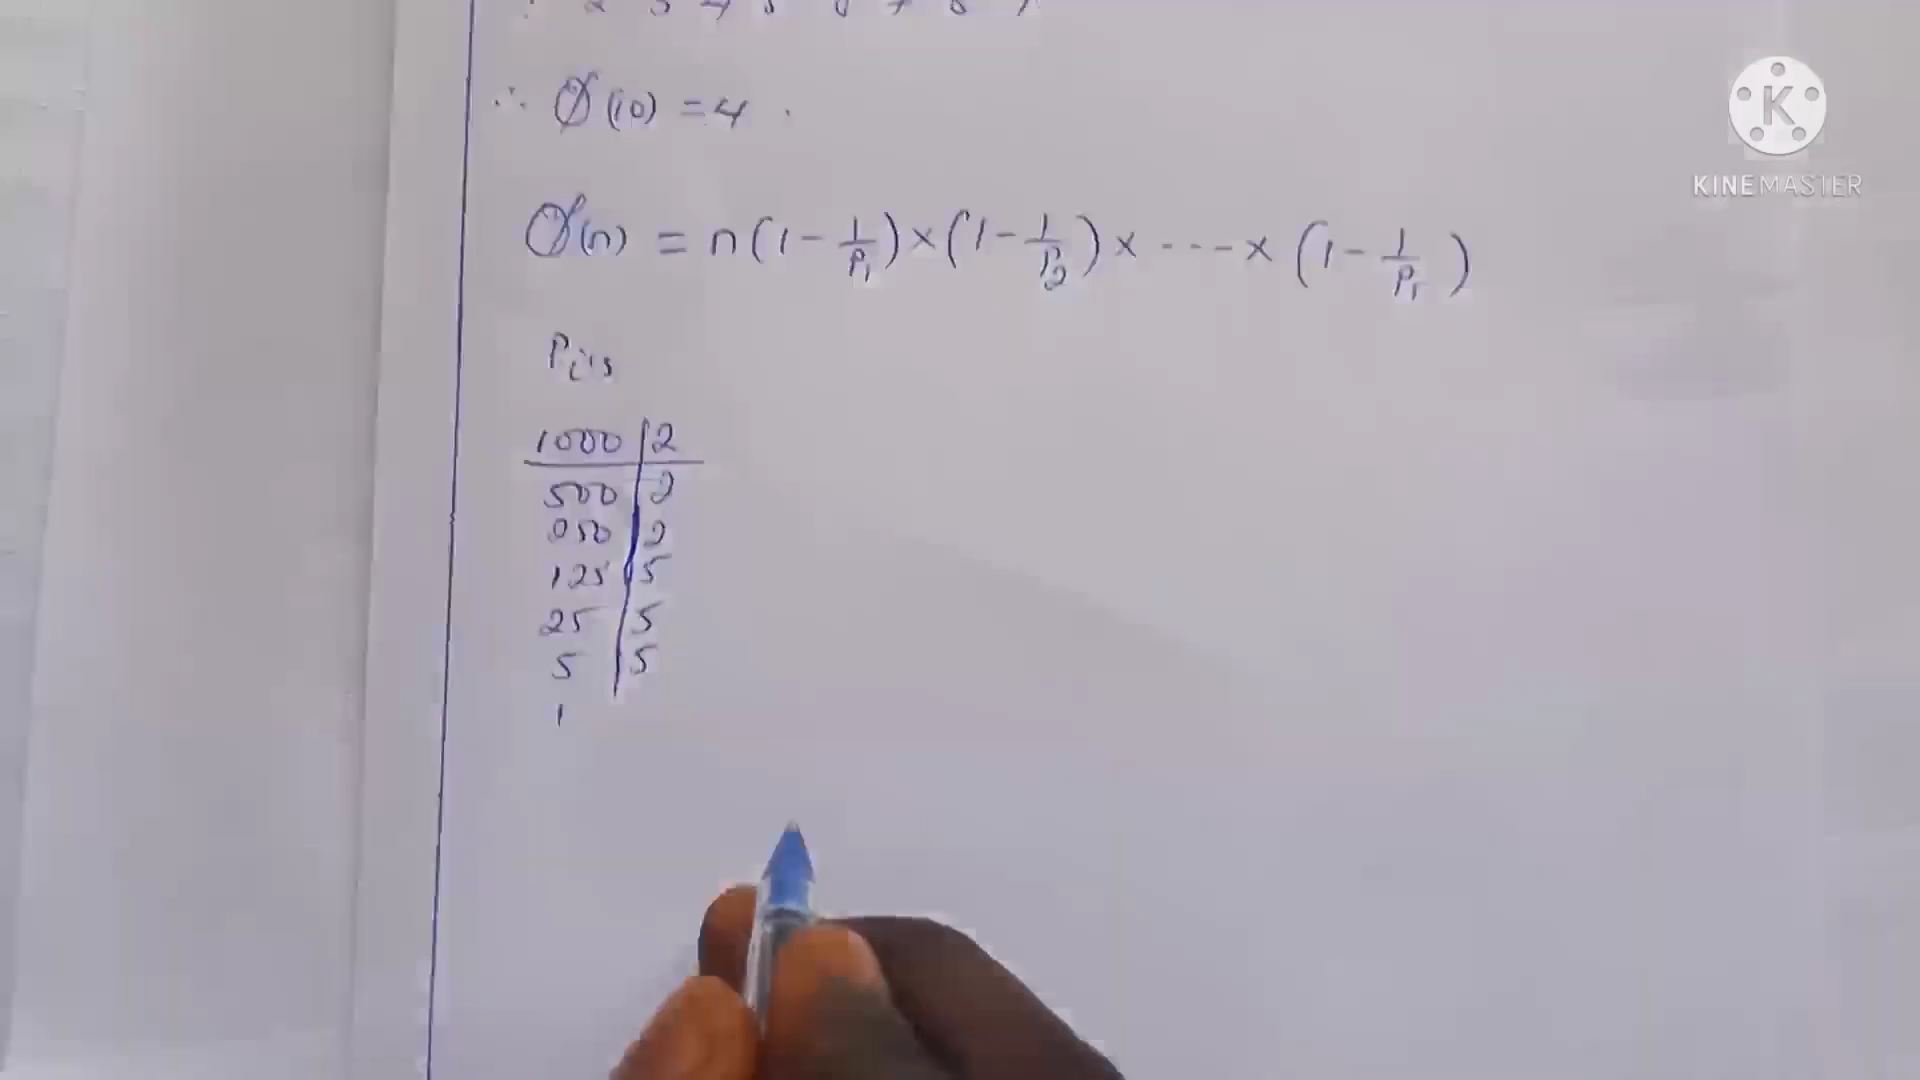 ∴ Ø(10) = 4 .
K
KINEMASTER
Ø(n) = n(1 - 1/P₁) × (1 - 1/P₂) × ---- × (1 - 1/Pᵣ)
Pi's
1000 | 2
500 | 2
250 | 2
125 | 5
25 | 5
5 | 5
1